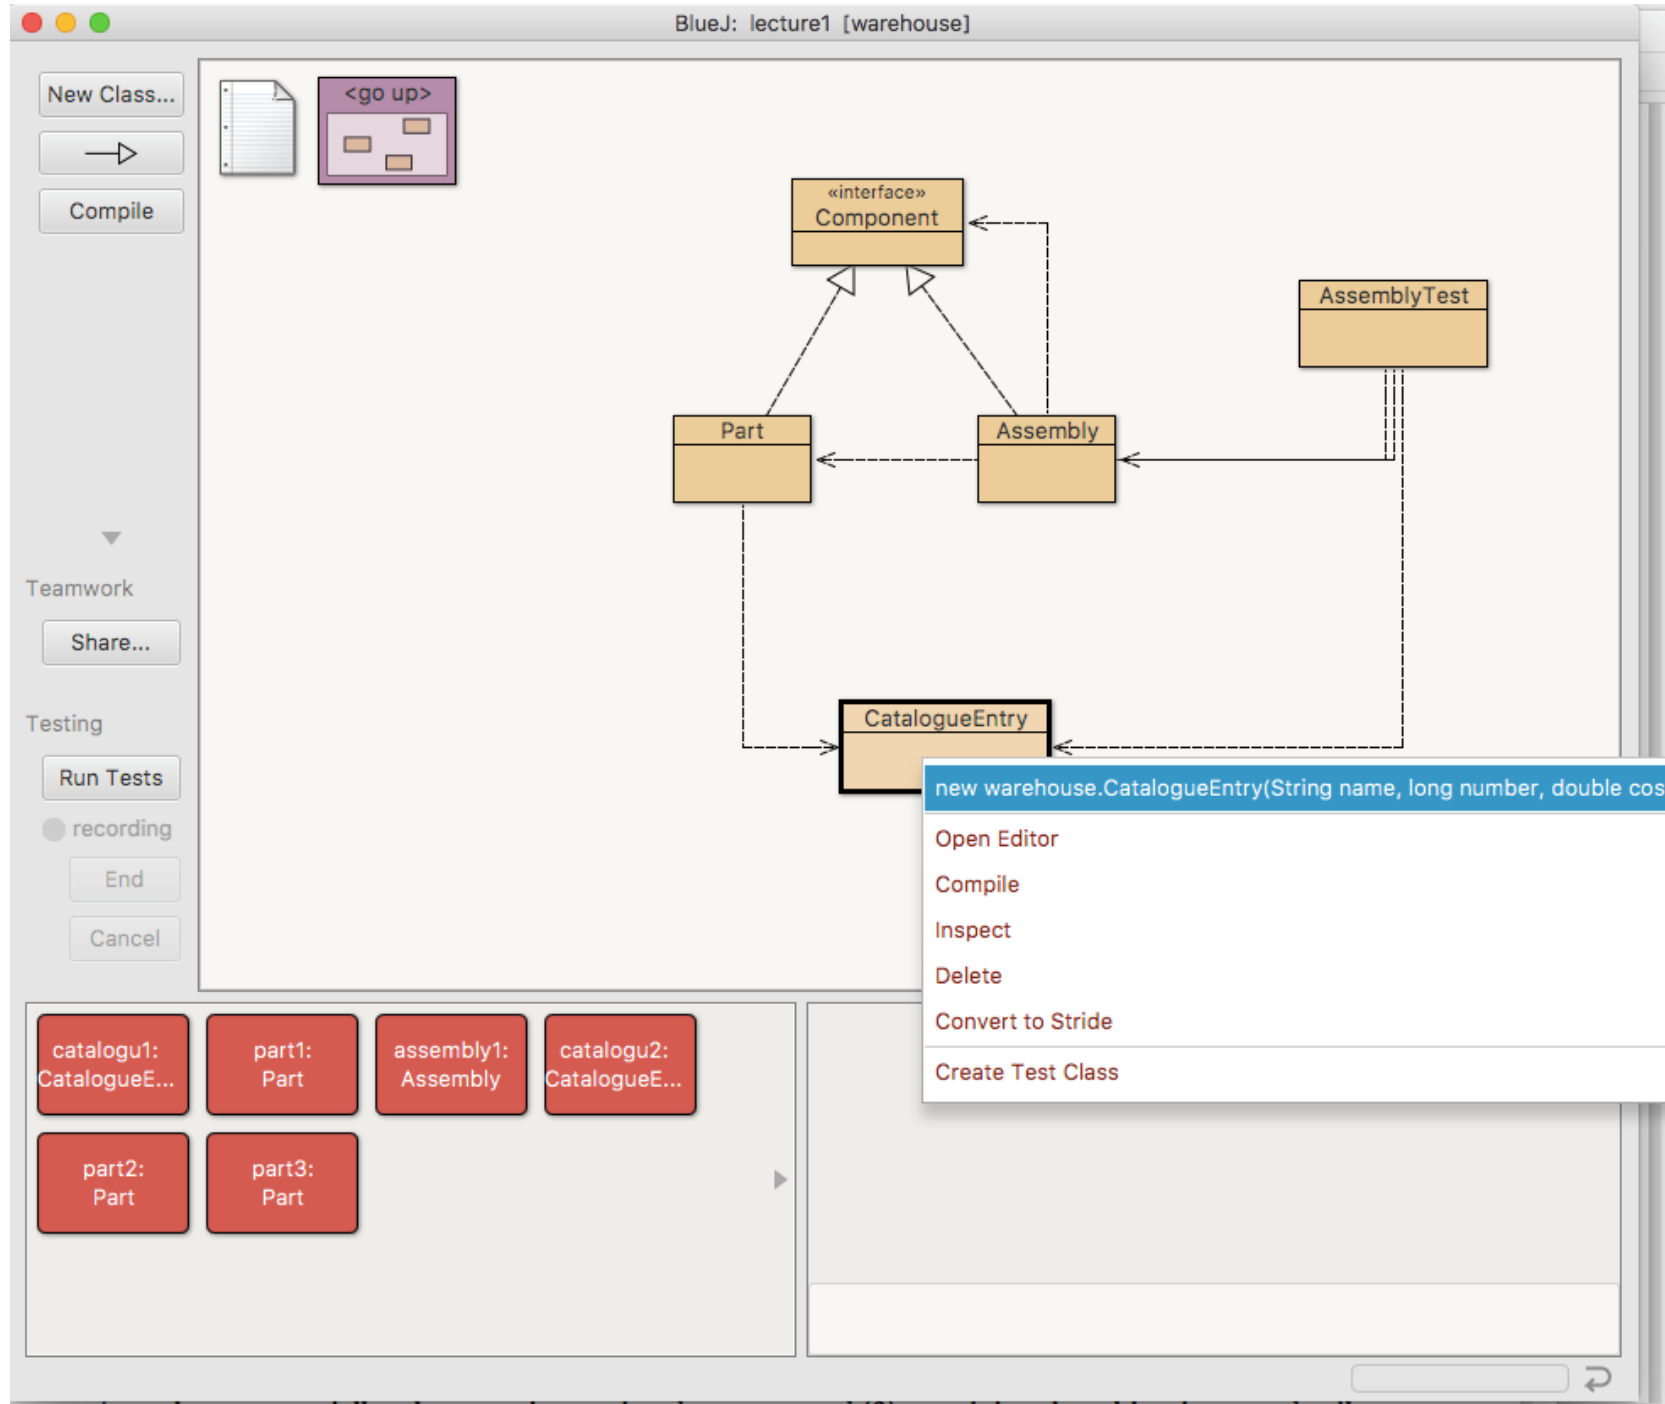 BlueJ: lecture1 [warehouse]
New Class...
Compile
<go up>
«interface»
Component
AssemblyTest
Part
Assembly
Teamwork
Share...
Testing
Run Tests
recording
End
Cancel
CatalogueEntry
new warehouse.CatalogueEntry(String name, long number, double cos
Open Editor
Compile
Inspect
Delete
Convert to Stride
Create Test Class
catalogu1:
CatalogueE...
part1:
Part
assembly1:
Assembly
catalogu2:
CatalogueE...
part2:
Part
part3:
Part